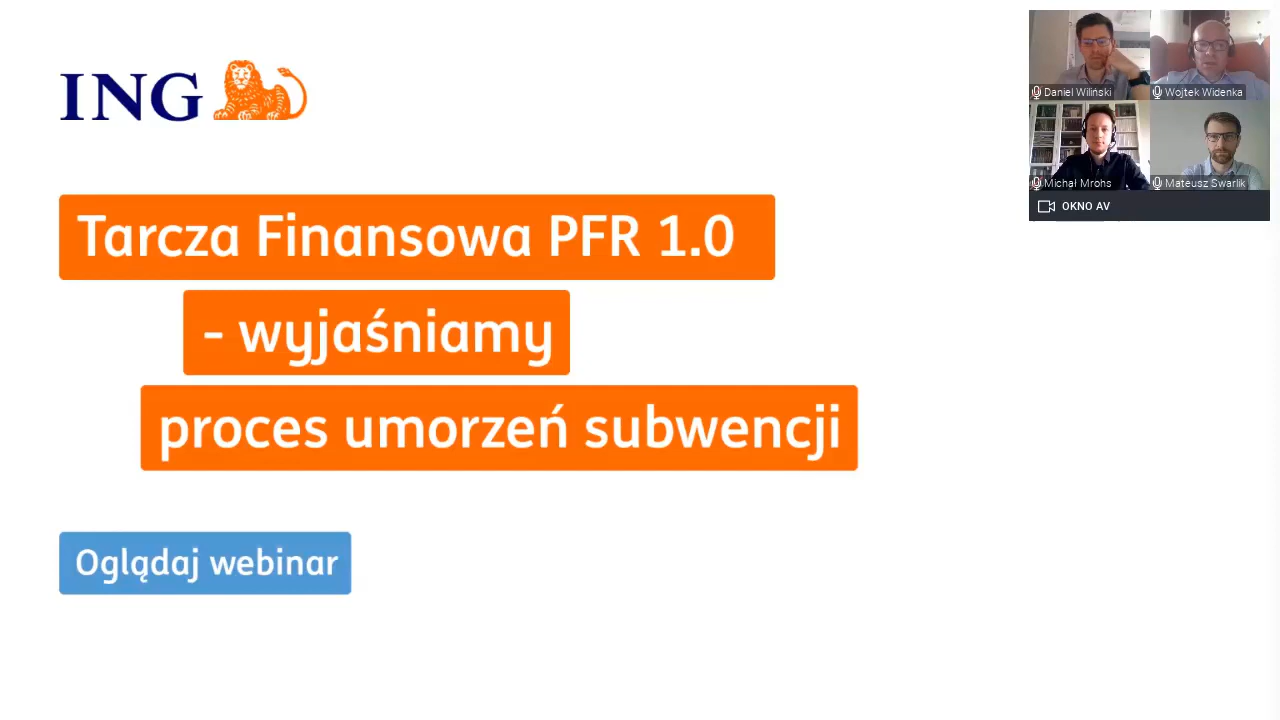 ING
Tarcza Finansowa PFR 1.0
- wyjaśniamy
proces umorzeń subwencji
Oglądaj webinar
Daniel Wiliński
Wojtek Widenka
Michał Mrohs
Mateusz Swarlik
OKNO AV